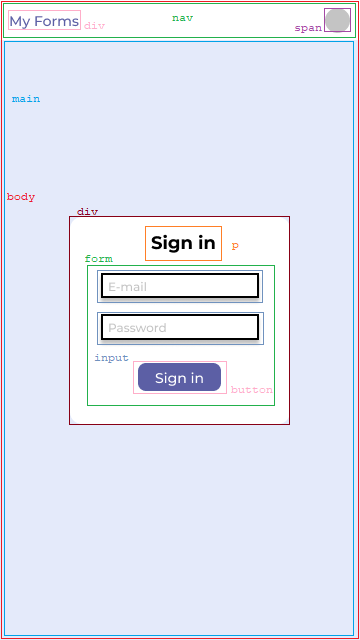 nav
My Forms
div
span
main
body
div
Sign in
p
form
E-mail
Password
input
Sign in
button